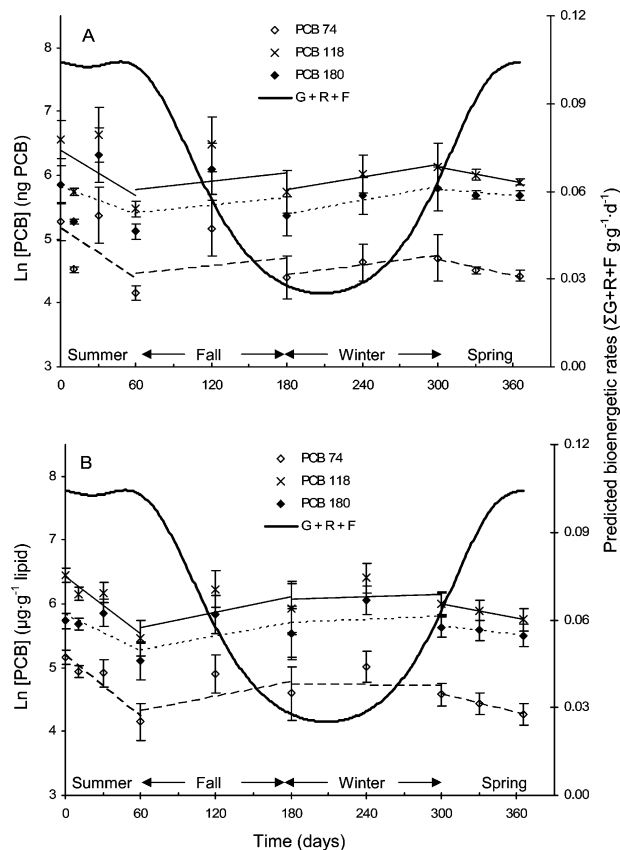 A
PCB 74
PCB 118
PCB 180
G + R + F
8
7
6
5
4
3
Ln [PCB] (ng PCB)
0.12
0.09
0.06
0.03
0.00
Summer Fall Winter Spring
0 60 120 180 240 300 360
B
PCB 74
PCB 118
PCB 180
G + R + F
8
7
6
5
4
3
Ln [PCB] (µg·g-1 lipid)
0.12
0.09
0.06
0.03
0.00
Predicted bioenergetic rates (ΣG+R+F g·g-1·d-1)
Summer Fall Winter Spring
0 60 120 180 240 300 360
Time (days)